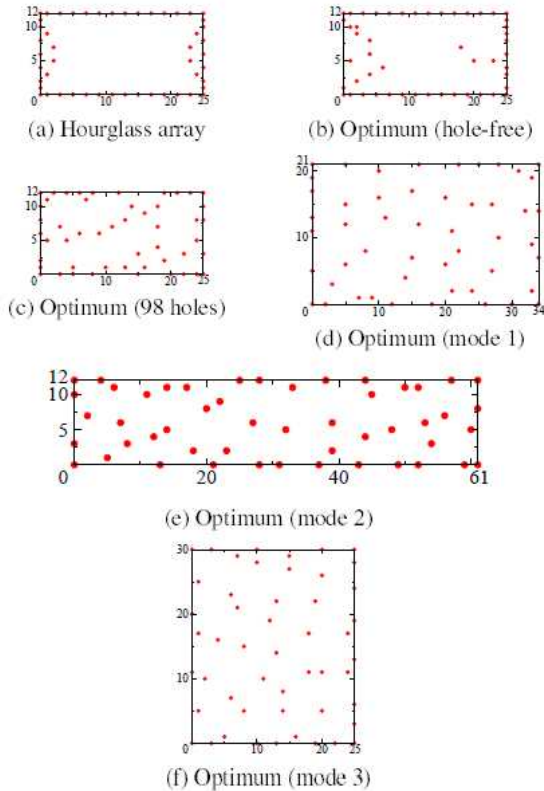 12
10
5
0
0 10 20 25
(a) Hourglass array
12
10
5
0
0 10 20 25
(b) Optimum (hole-free)
12
10
5
0
0 10 20 25
(c) Optimum (98 holes)
21
20
10
0
0 10 20 30 34
(d) Optimum (mode 1)
12
10
5
0
0 20 40 61
(e) Optimum (mode 2)
30
20
10
0
0 10 20 25
(f) Optimum (mode 3)